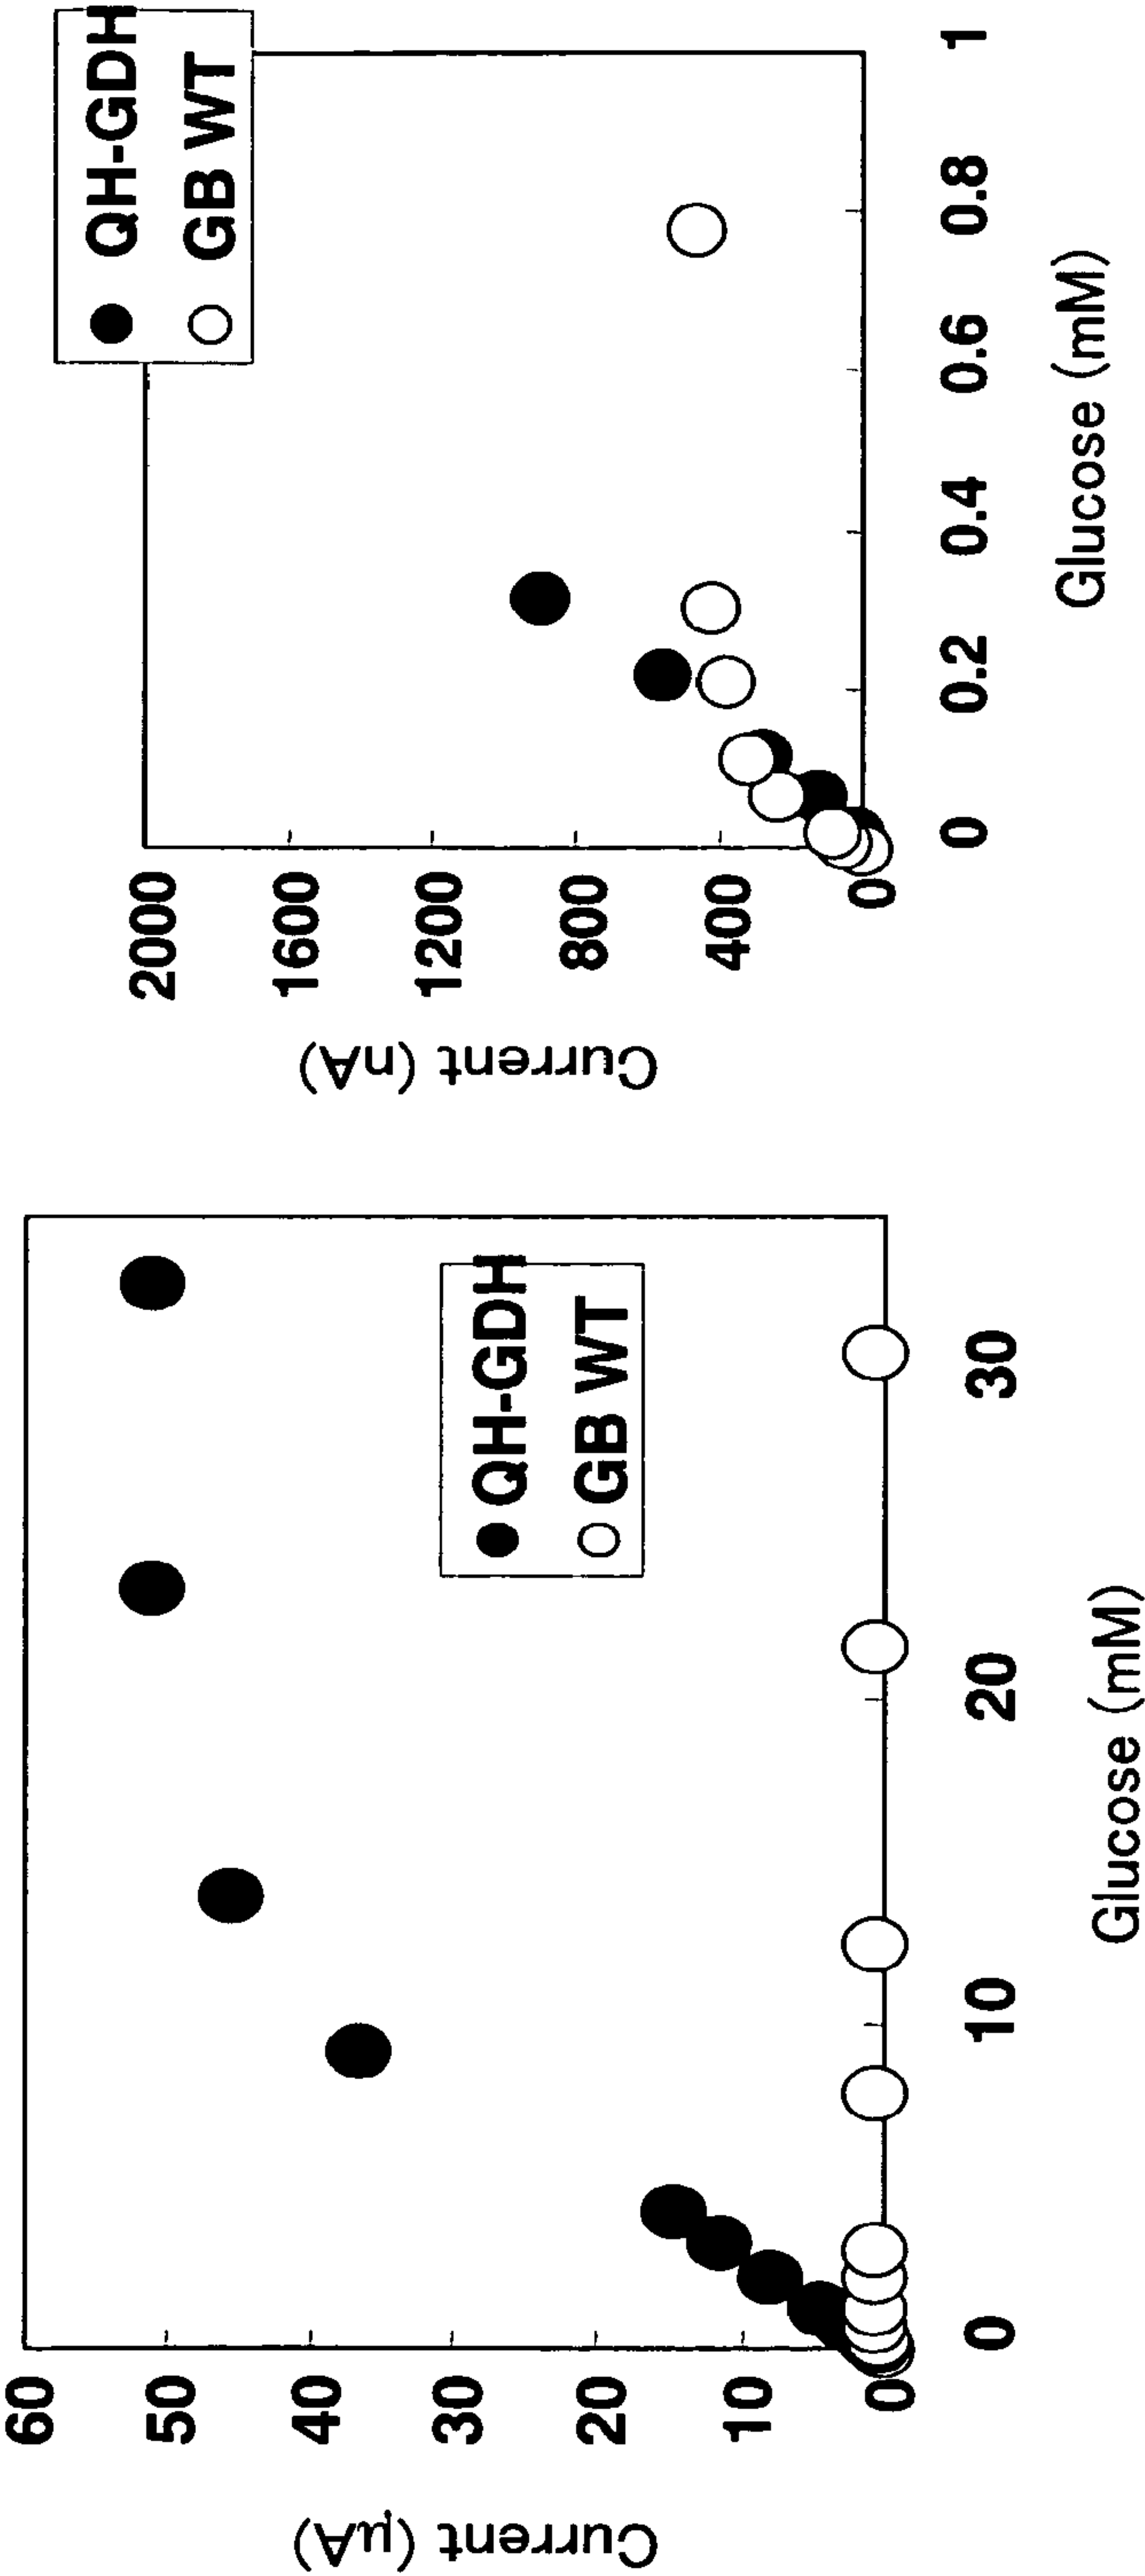 Current (μA)
60
50
40
30
20
10
0
0
10
20
30
Glucose (mM)
QH-GDH
GB WT
Current (nA)
2000
1600
1200
800
400
0
0
0.2
0.4
0.6
0.8
1
Glucose (mM)
QH-GDH
GB WT